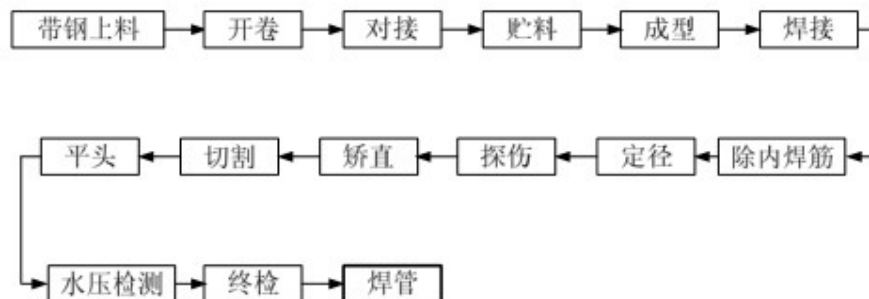 带钢上料 开卷 对接 贮料 成型 焊接
平头 切割 矫直 探伤 定径 除内焊筋
水压检测 终检 焊管